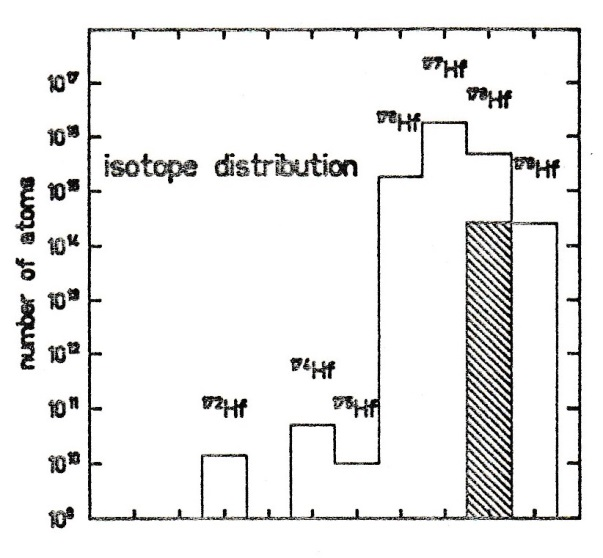 ¹⁷⁷Hf
¹⁷⁸Hf
¹⁷⁶Hf
¹⁷⁹Hf
isotope distribution
¹⁷⁴Hf
¹⁷²Hf
¹⁷⁵Hf
number of atoms
10¹⁷
10¹⁶
10¹⁵
10¹⁴
10¹³
10¹²
10¹¹
10¹⁰
10⁹